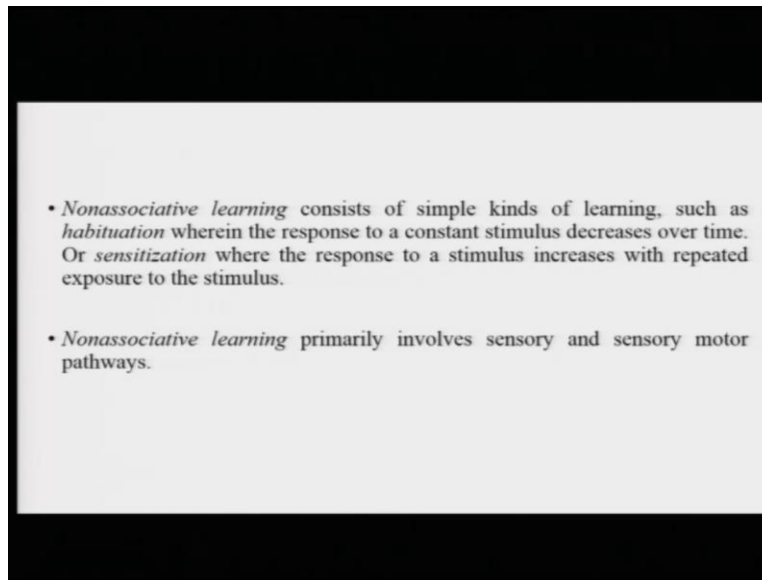 • Nonassociative learning consists of simple kinds of learning, such as
habituation wherein the response to a constant stimulus decreases over time.
Or sensitization where the response to a stimulus increases with repeated
exposure to the stimulus.
• Nonassociative learning primarily involves sensory and sensory motor
pathways.